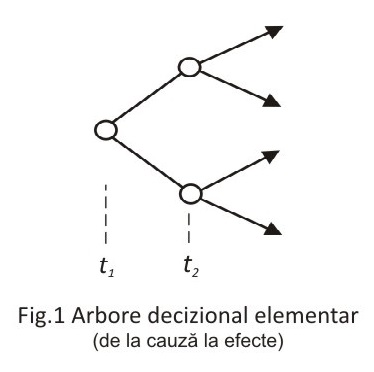 t₁ t₂
Fig.1 Arbore decizional elementar
(de la cauză la efecte)